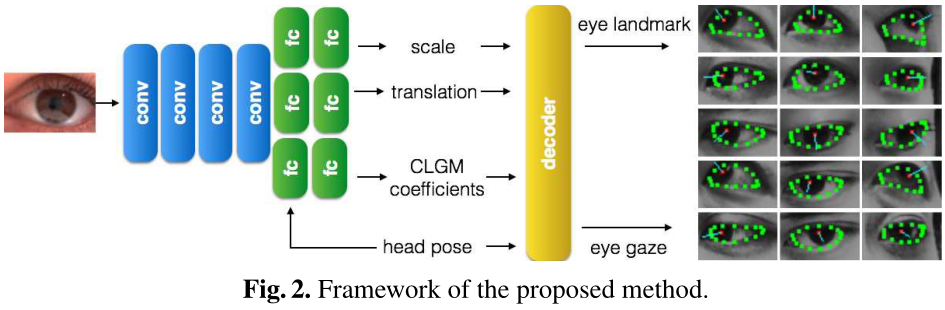 conv
conv
conv
conv
fc
fc
fc
fc
fc
fc
scale
translation
CLGM
coefficients
head pose
decoder
eye landmark
eye gaze
Fig. 2. Framework of the proposed method.